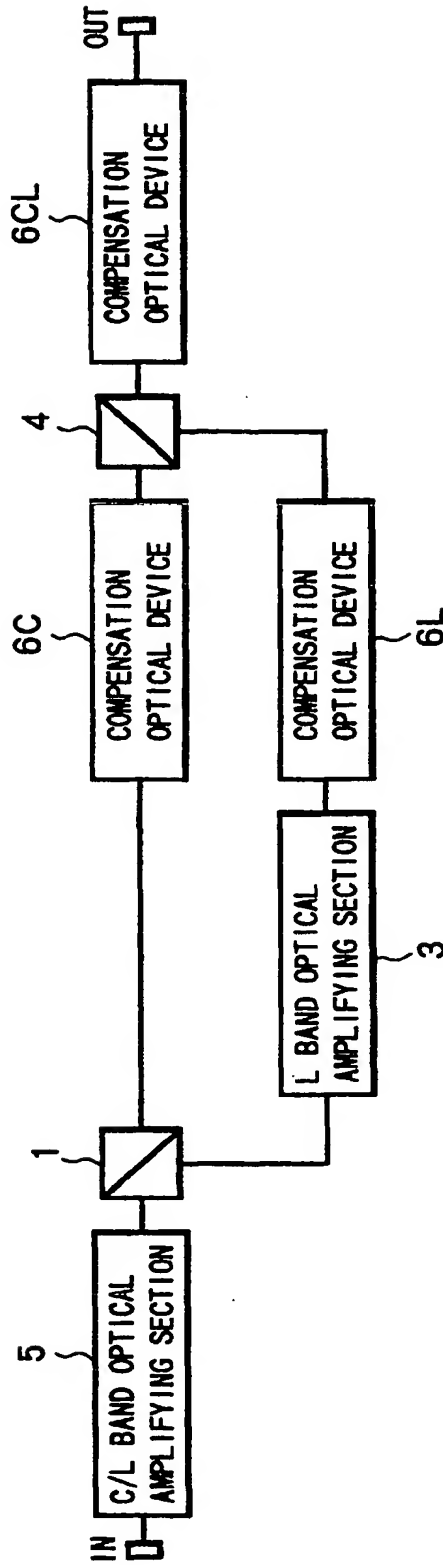 IN
5
C/L BAND OPTICAL
AMPLIFYING SECTION
1
6C
COMPENSATION
OPTICAL DEVICE
4
6CL
COMPENSATION
OPTICAL DEVICE
OUT
L BAND OPTICAL
AMPLIFYING SECTION
3
COMPENSATION
OPTICAL DEVICE
6L